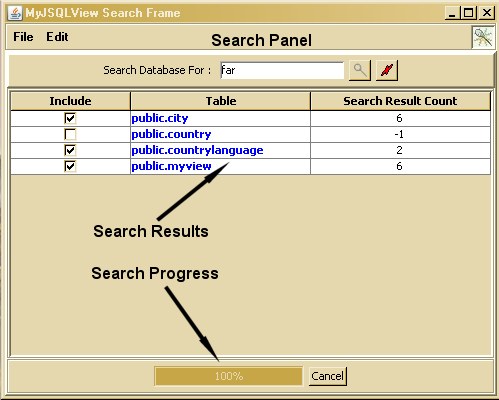 MyJSQLView Search Frame
File Edit Search Panel
Search Database For : far
Include Table Search Result Count
public.city 6
public.country -1
public.countrylanguage 2
public.myview 6
Search Results
Search Progress
100% Cancel